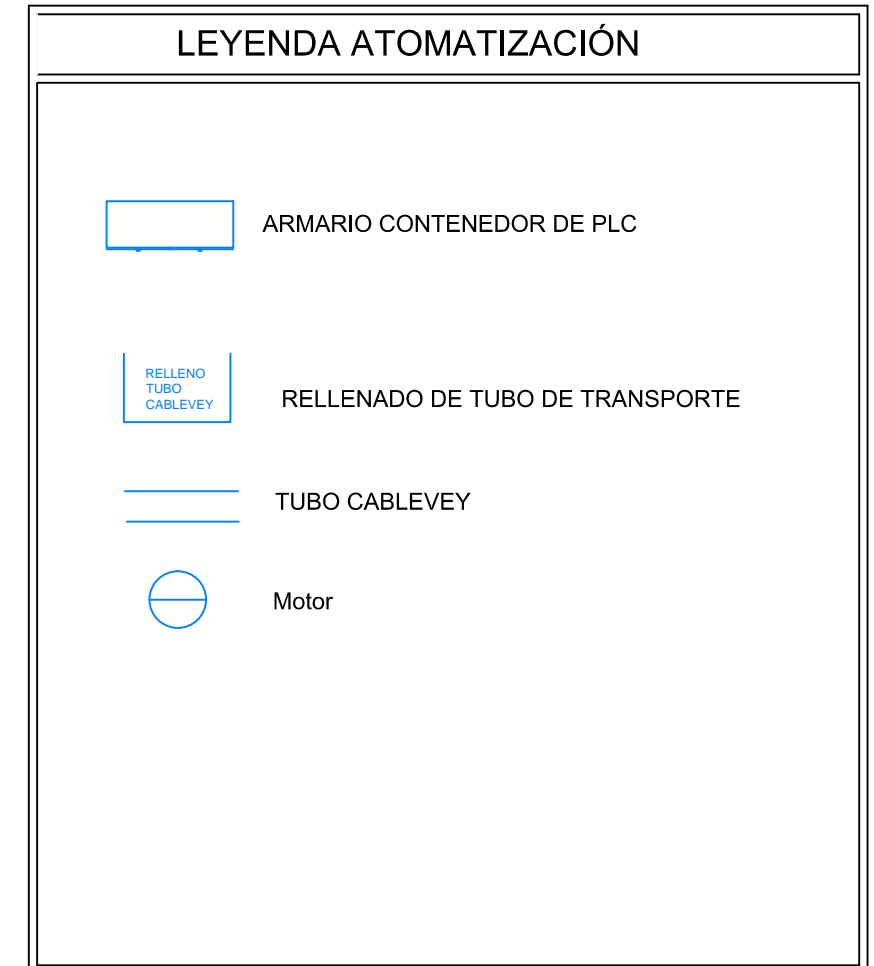 LEYENDA ATOMATIZACIÓN
ARMARIO CONTENEDOR DE PLC
RELLENO
TUBO
CABLEVEY
RELLENADO DE TUBO DE TRANSPORTE
TUBO CABLEVEY
Motor